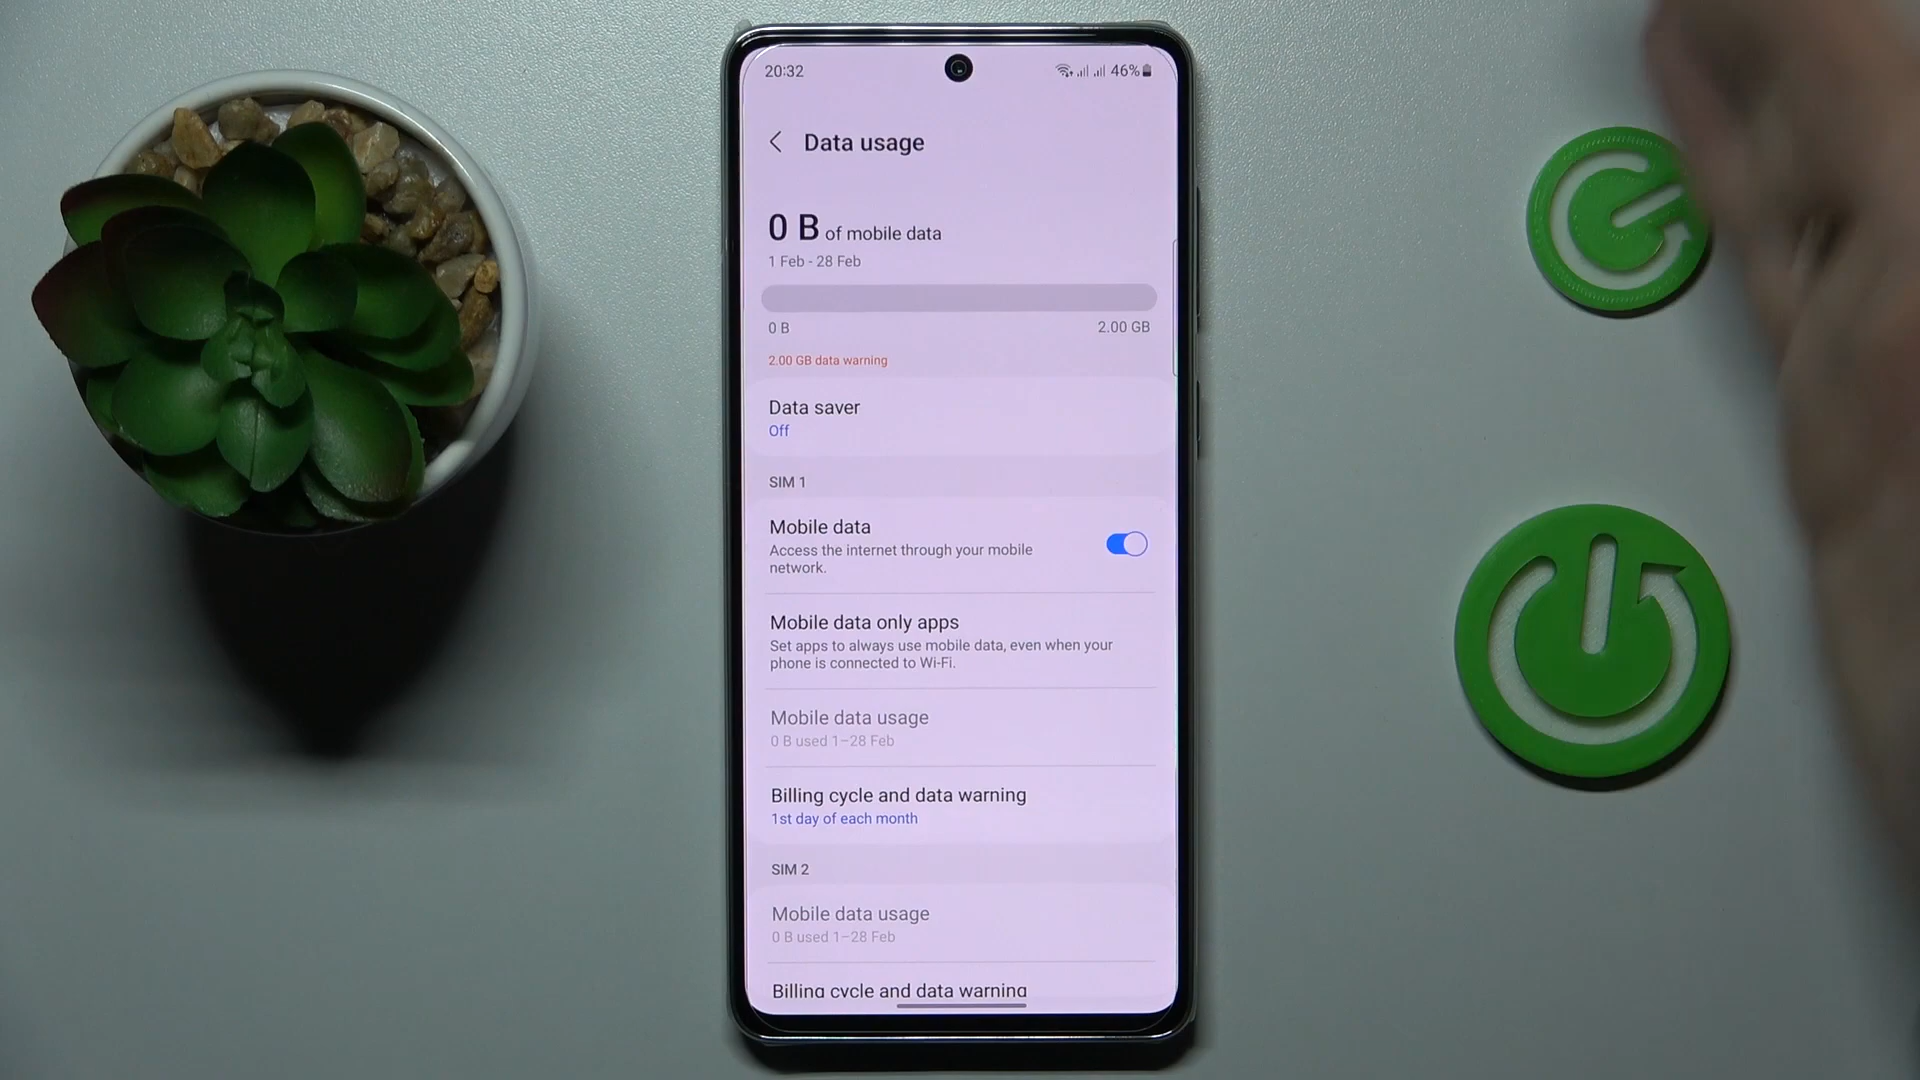 20:32
46%
Data usage
0 B of mobile data
1 Feb - 28 Feb
0 B
2.00 GB
2.00 GB data warning
Data saver
Off
SIM 1
Mobile data
Access the internet through your mobile
network.
Mobile data only apps
Set apps to always use mobile data, even when your
phone is connected to Wi-Fi.
Mobile data usage
0 B used 1–28 Feb
Billing cycle and data warning
1st day of each month
SIM 2
Mobile data usage
0 B used 1–28 Feb
Billing cycle and data warning